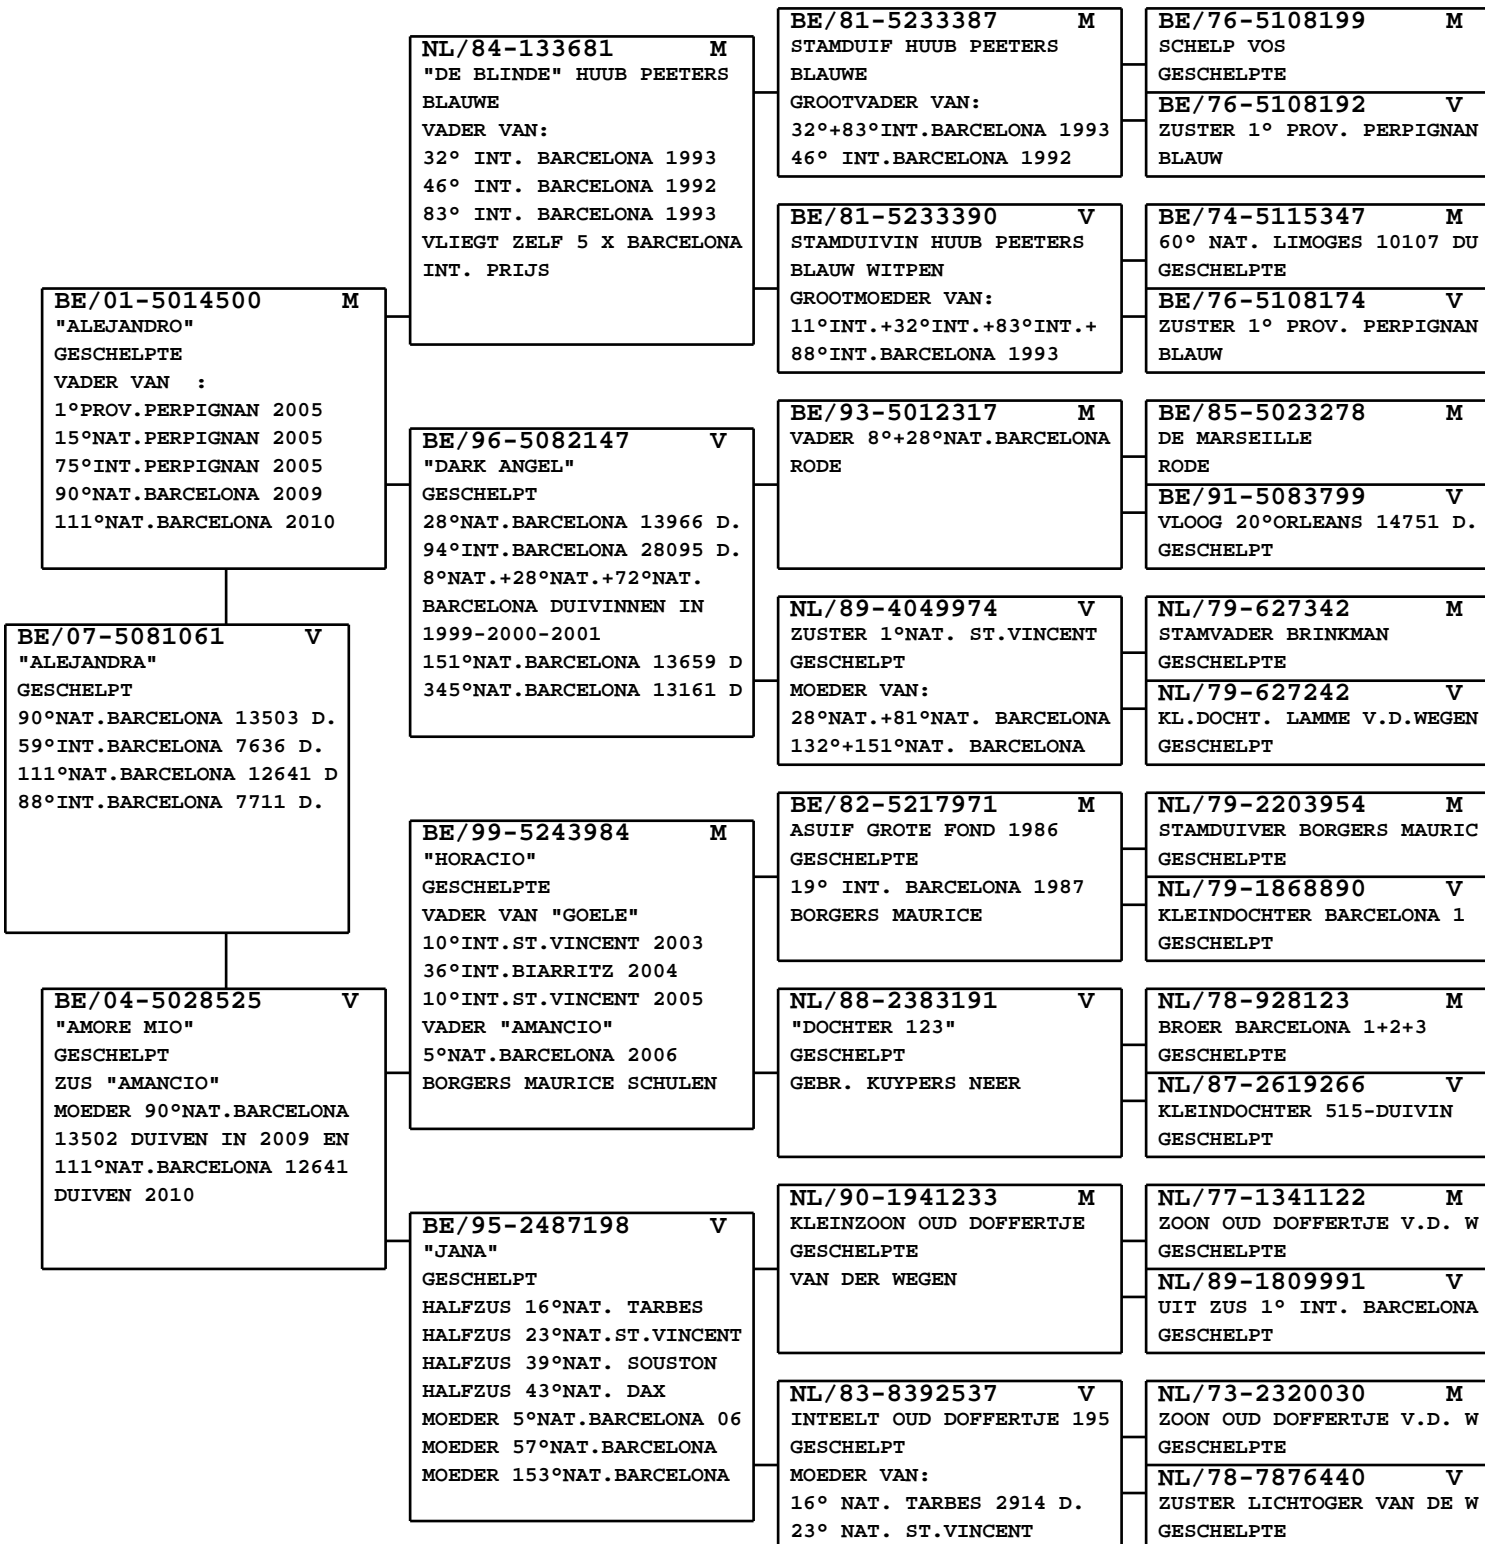 BE/07-5081061 V
"ALEJANDRA"
GESCHELPT
90°NAT.BARCELONA 13503 D.
59°INT.BARCELONA 7636 D.
111°NAT.BARCELONA 12641 D
88°INT.BARCELONA 7711 D.
BE/01-5014500 M
"ALEJANDRO"
GESCHELPTE
VADER VAN :
1°PROV.PERPIGNAN 2005
15°NAT.PERPIGNAN 2005
75°INT.PERPIGNAN 2005
90°NAT.BARCELONA 2009
111°NAT.BARCELONA 2010
BE/04-5028525 V
"AMORE MIO"
GESCHELPT
ZUS "AMANCIO"
MOEDER 90°NAT.BARCELONA
13502 DUIVEN IN 2009 EN
111°NAT.BARCELONA 12641
DUIVEN 2010
NL/84-133681 M
"DE BLINDE" HUUB PEETERS
BLAUWE
VADER VAN:
32° INT. BARCELONA 1993
46° INT. BARCELONA 1992
83° INT. BARCELONA 1993
VLIEGT ZELF 5 X BARCELONA
INT. PRIJS
BE/96-5082147 V
"DARK ANGEL"
GESCHELPT
28°NAT.BARCELONA 13966 D.
94°INT.BARCELONA 28095 D.
8°NAT.+28°NAT.+72°NAT.
BARCELONA DUIVINNEN IN
1999-2000-2001
151°NAT.BARCELONA 13659 D
345°NAT.BARCELONA 13161 D
BE/99-5243984 M
"HORACIO"
GESCHELPTE
VADER VAN "GOELE"
10°INT.ST.VINCENT 2003
36°INT.BIARRITZ 2004
10°INT.ST.VINCENT 2005
VADER "AMANCIO"
5°NAT.BARCELONA 2006
BORGERS MAURICE SCHULEN
BE/95-2487198 V
"JANA"
GESCHELPT
HALFZUS 16°NAT. TARBES
HALFZUS 23°NAT.ST.VINCENT
HALFZUS 39°NAT. SOUSTON
HALFZUS 43°NAT. DAX
MOEDER 5°NAT.BARCELONA 06
MOEDER 57°NAT.BARCELONA
MOEDER 153°NAT.BARCELONA
BE/81-5233387 M
STAMDUIF HUUB PEETERS
BLAUWE
GROOTVADER VAN:
32°+83°INT.BARCELONA 1993
46° INT.BARCELONA 1992
BE/81-5233390 V
STAMDUIVIN HUUB PEETERS
BLAUW WITPEN
GROOTMOEDER VAN:
11°INT.+32°INT.+83°INT.+
88°INT.BARCELONA 1993
BE/93-5012317 M
VADER 8°+28°NAT.BARCELONA
RODE
NL/89-4049974 V
ZUSTER 1°NAT. ST.VINCENT
GESCHELPT
MOEDER VAN:
28°NAT.+81°NAT. BARCELONA
132°+151°NAT. BARCELONA
BE/82-5217971 M
ASUIF GROTE FOND 1986
GESCHELPTE
19° INT. BARCELONA 1987
BORGERS MAURICE
NL/88-2383191 V
"DOCHTER 123"
GESCHELPT
GEBR. KUYPERS NEER
NL/90-1941233 M
KLEINZOON OUD DOFFERTJE
GESCHELPTE
VAN DER WEGEN
NL/83-8392537 V
INTEELT OUD DOFFERTJE 195
GESCHELPT
MOEDER VAN:
16° NAT. TARBES 2914 D.
23° NAT. ST.VINCENT
BE/76-5108199 M
SCHELP VOS
GESCHELPTE
BE/76-5108192 V
ZUSTER 1° PROV. PERPIGNAN
BLAUW
BE/74-5115347 M
60° NAT. LIMOGES 10107 DU
GESCHELPTE
BE/76-5108174 V
ZUSTER 1° PROV. PERPIGNAN
BLAUW
BE/85-5023278 M
DE MARSEILLE
RODE
BE/91-5083799 V
VLOOG 20°ORLEANS 14751 D.
GESCHELPT
NL/79-627342 M
STAMVADER BRINKMAN
GESCHELPTE
NL/79-627242 V
KL.DOCHT. LAMME V.D.WEGEN
GESCHELPT
NL/79-2203954 M
STAMDUIVER BORGERS MAURIC
GESCHELPTE
NL/79-1868890 V
KLEINDOCHTER BARCELONA 1
GESCHELPT
NL/78-928123 M
BROER BARCELONA 1+2+3
GESCHELPTE
NL/87-2619266 V
KLEINDOCHTER 515-DUIVIN
GESCHELPT
NL/77-1341122 M
ZOON OUD DOFFERTJE V.D. W
GESCHELPTE
NL/89-1809991 V
UIT ZUS 1° INT. BARCELONA
GESCHELPT
NL/73-2320030 M
ZOON OUD DOFFERTJE V.D. W
GESCHELPTE
NL/78-7876440 V
ZUSTER LICHTOGER VAN DE W
GESCHELPTE